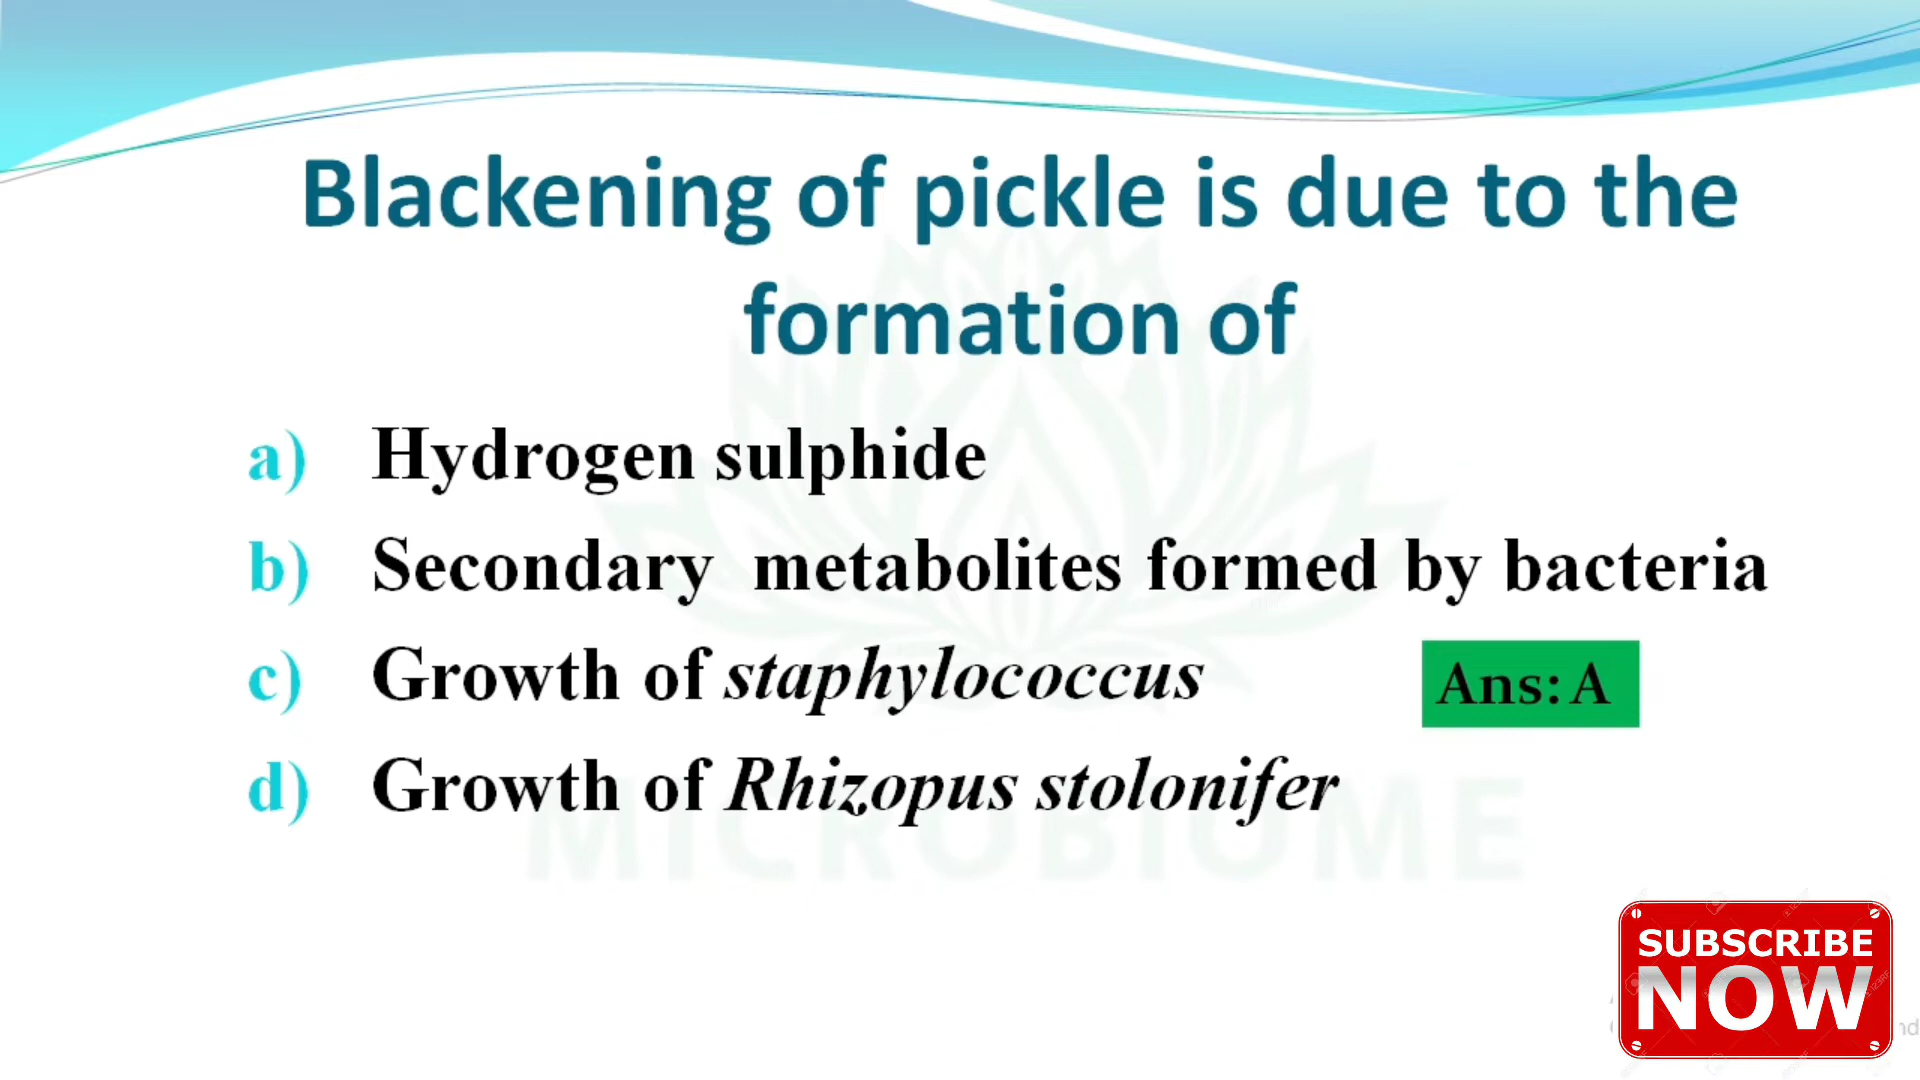 Blackening of pickle is due to the
formation of
a) Hydrogen sulphide
b) Secondary metabolites formed by bacteria
c) Growth of staphylococcus
Ans: A
d) Growth of Rhizopus stolonifer
MICROBIOME
SUBSCRIBE
NOW